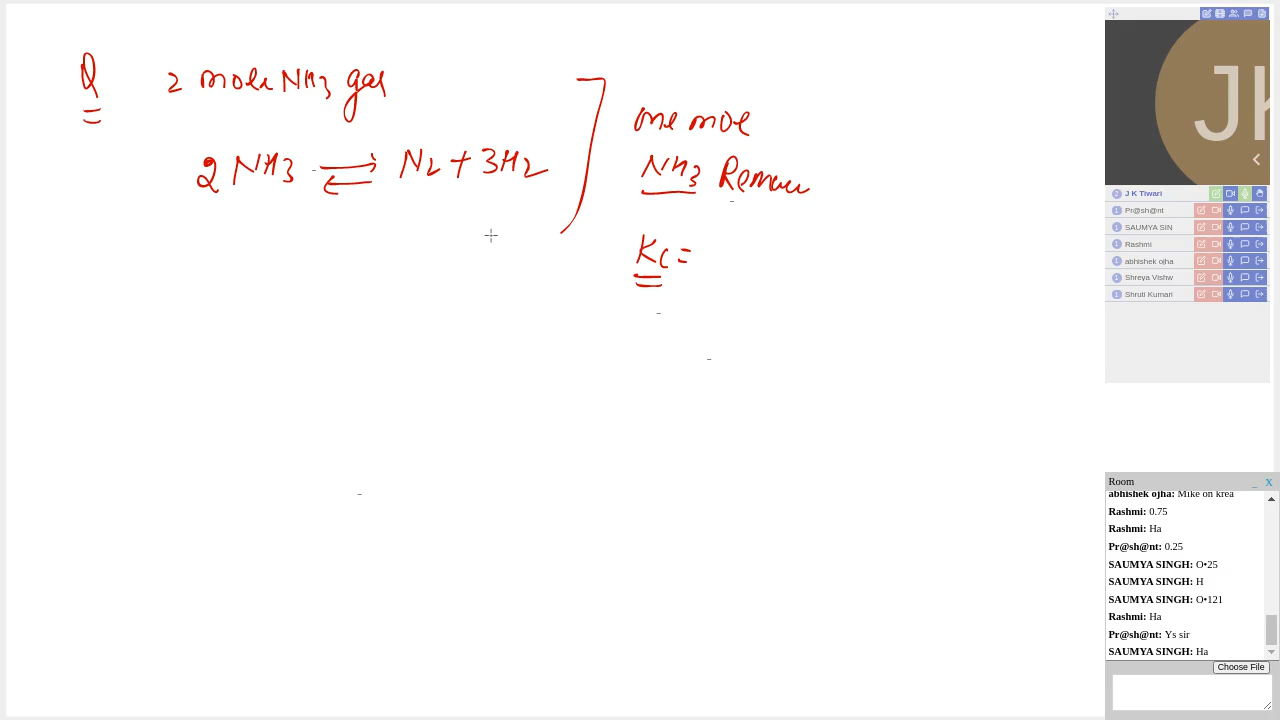 Q 2 mole NH3 gas
2 NH3 ⇌ N2 + 3H2
one mole
NH3 Remain
Kc =
JK
J K Tiwari
Pr@sh@nt
SAUMYA SIN
Rashmi
abhishek ojha
Shreya Vishw
Shruti Kumari
Room _ X
abhishek ojha: Mike on krea
Rashmi: 0.75
Rashmi: Ha
Pr@sh@nt: 0.25
SAUMYA SINGH: O•25
SAUMYA SINGH: H
SAUMYA SINGH: O•121
Rashmi: Ha
Pr@sh@nt: Ys sir
SAUMYA SINGH: Ha
Choose File